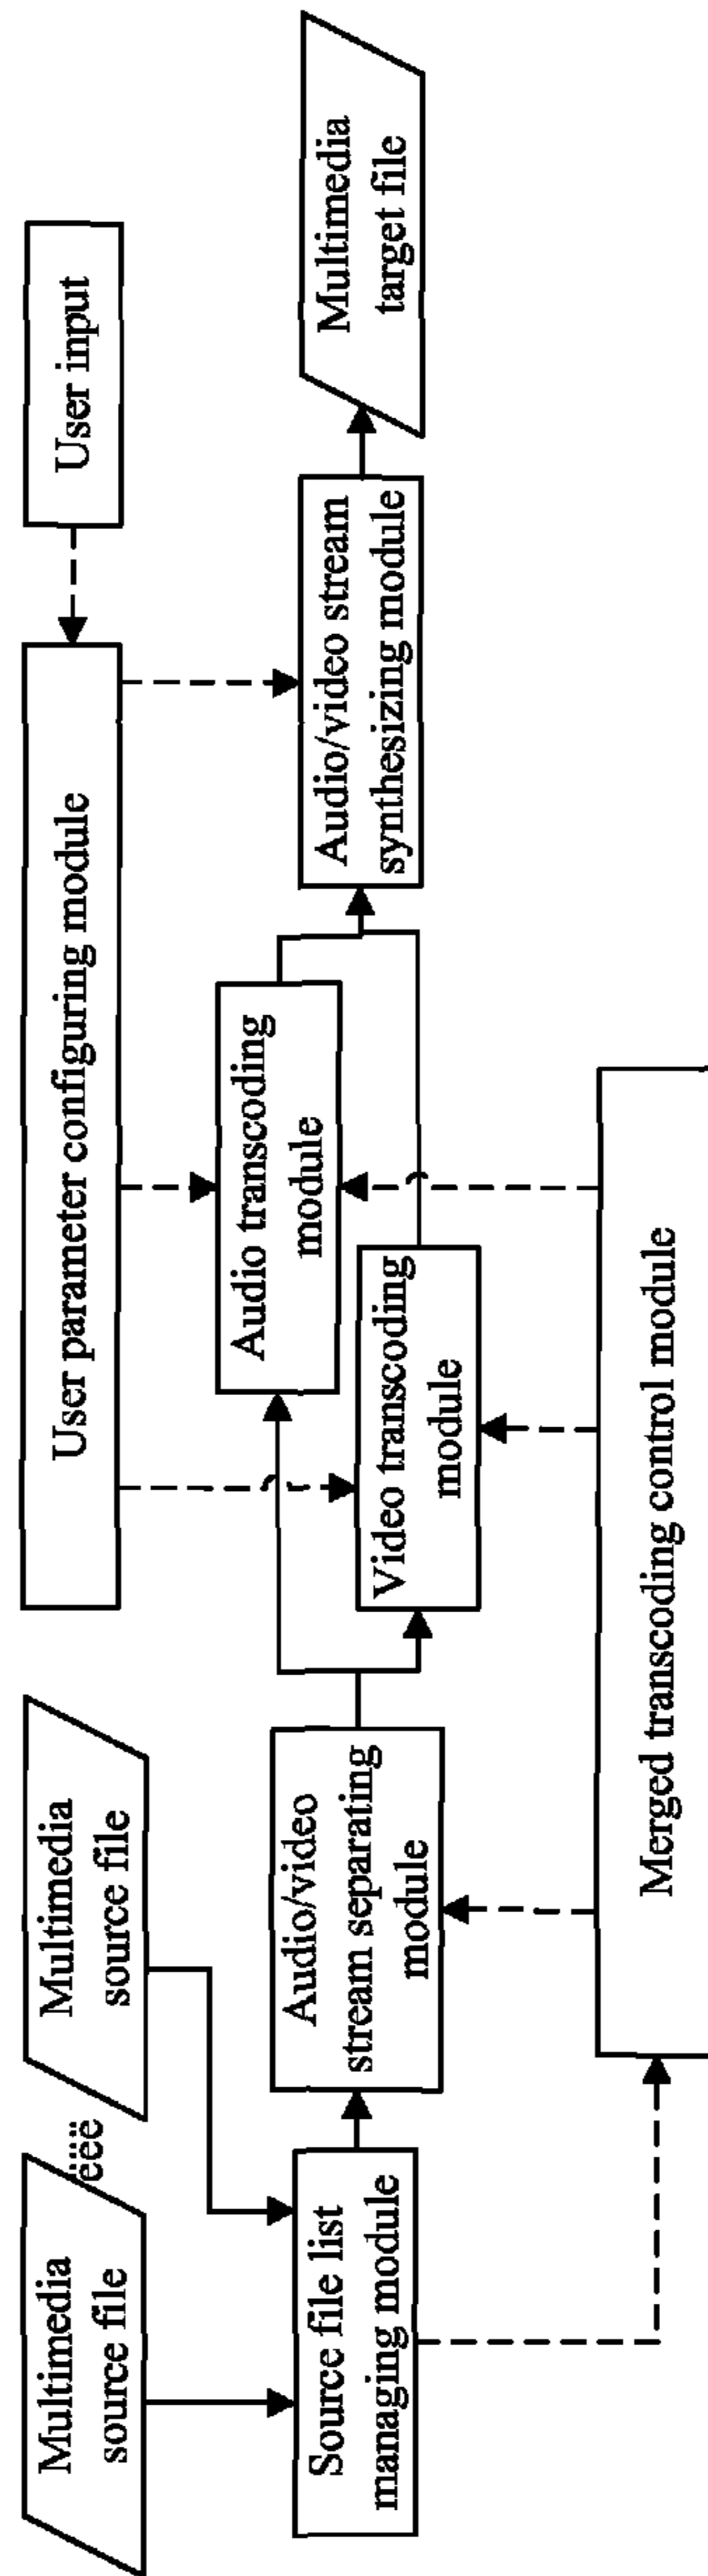 Multimedia
source file
ëëë
Multimedia
source file
User parameter configuring module
User input
Source file list
managing module
Audio/video
stream separating
module
Audio transcoding
module
Video transcoding
module
Audio/video stream
synthesizing module
Multimedia
target file
Merged transcoding control module